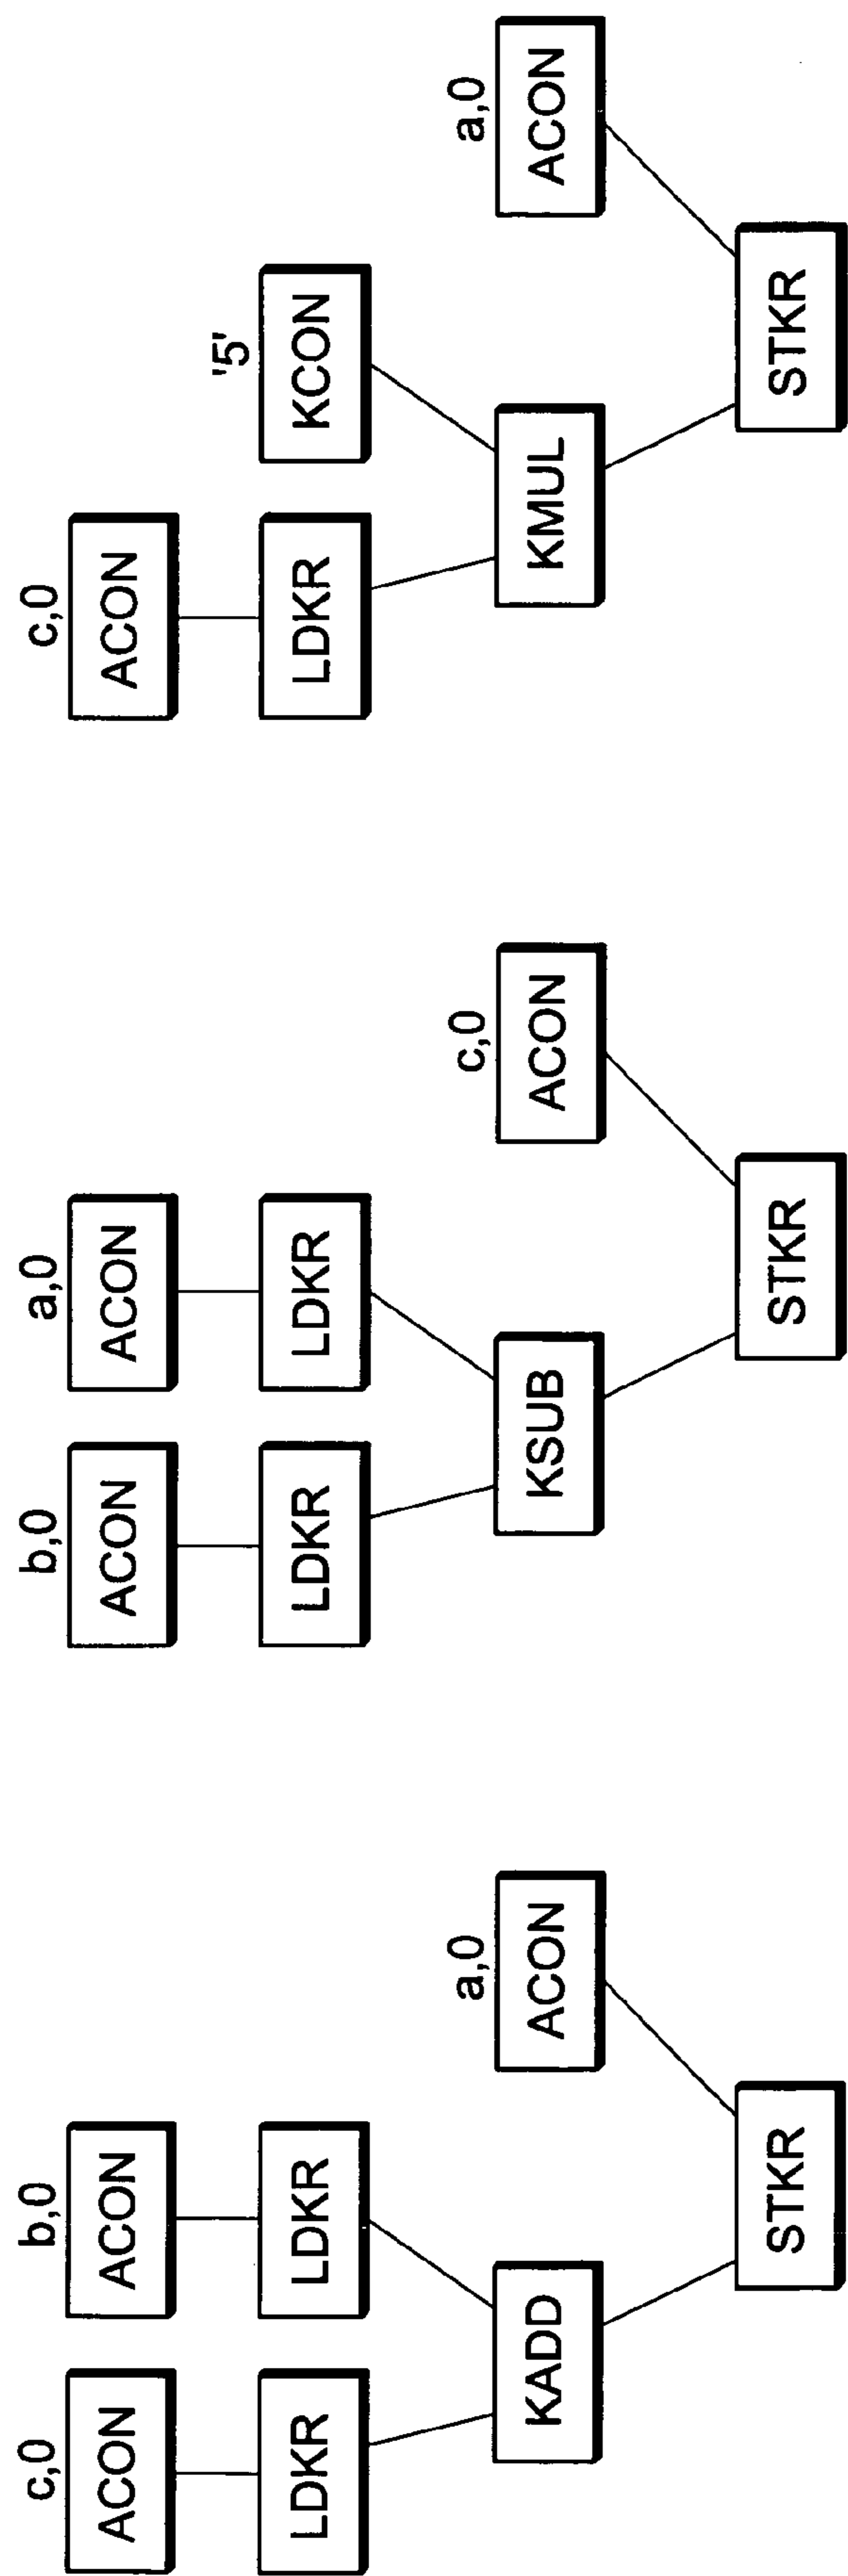 c,0 b,0
ACON ACON
LDKR LDKR
a,0
KADD ACON
STKR
b,0 a,0
ACON ACON
LDKR LDKR
c,0
KSUB ACON
STKR
c,0
ACON
'5'
LDKR KCON
a,0
KMUL ACON
STKR